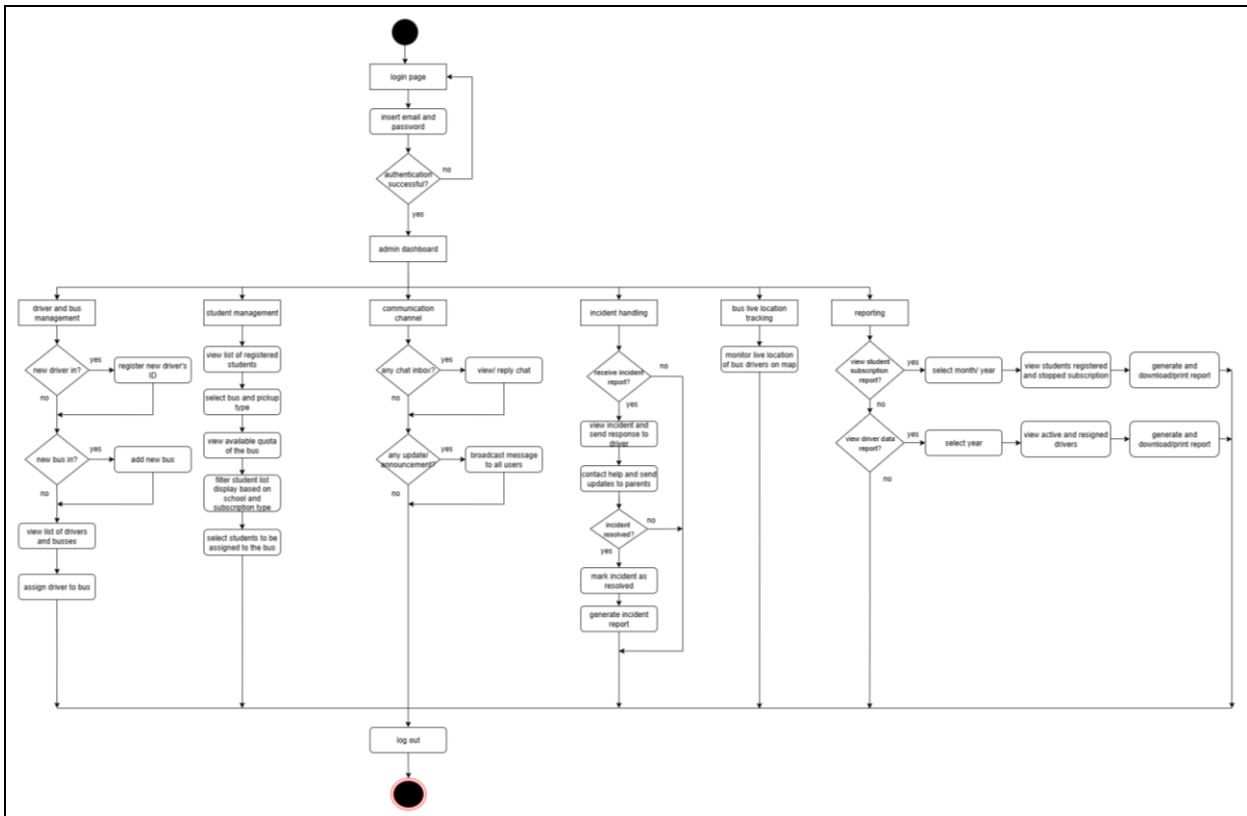 login page
insert email and
password
authentication
successful?
no
yes
admin dashboard
driver and bus
management
new driver in?
yes
register new driver's
ID
no
new bus in?
yes
add new bus
no
view list of drivers
and busses
assign driver to bus
student management
view list of registered
students
select bus and pickup
type
view available quota
of the bus
filter student list
display based on
school and
subscription type
select students to be
assigned to the bus
communication
channel
any chat inbox?
yes
view/ reply chat
no
any update/
announcement?
yes
broadcast message
to all users
no
incident handling
receive incident
report?
no
yes
view incident and
send response to
driver
contact help and send
updates to parents
incident
resolved?
no
yes
mark incident as
resolved
generate incident
report
bus live location
tracking
monitor live location
of bus drivers on map
reporting
view student
subscription
report?
yes
select month/ year
view students registered
and stopped subscription
generate and
download/print report
no
view driver data
report?
yes
select year
view active and resigned
drivers
generate and
download/print report
no
log out